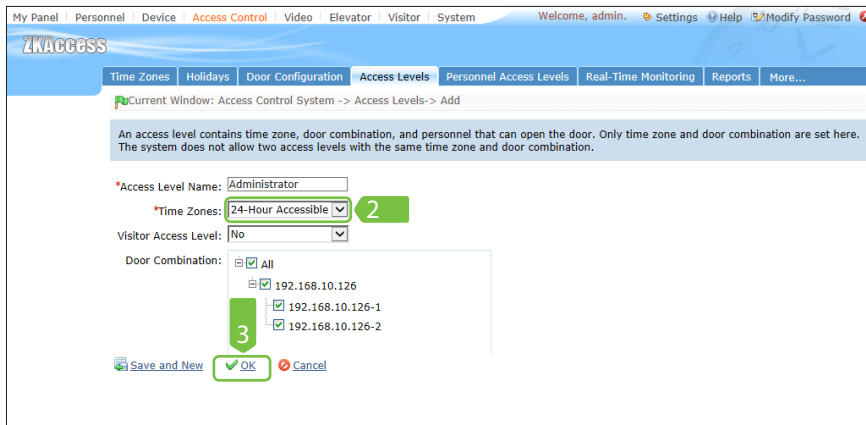 My Panel Personnel Device Access Control Video Elevator Visitor System Welcome, admin. Settings Help Modify Password
ZKAccess
Time Zones Holidays Door Configuration Access Levels Personnel Access Levels Real-Time Monitoring Reports More...
Current Window: Access Control System -> Access Levels-> Add
An access level contains time zone, door combination, and personnel that can open the door. Only time zone and door combination are set here.
The system does not allow two access levels with the same time zone and door combination.
*Access Level Name: Administrator
*Time Zones: 24-Hour Accessible 2
Visitor Access Level: No
Door Combination: All
192.168.10.126
192.168.10.126-1
192.168.10.126-2
3
Save and New OK Cancel